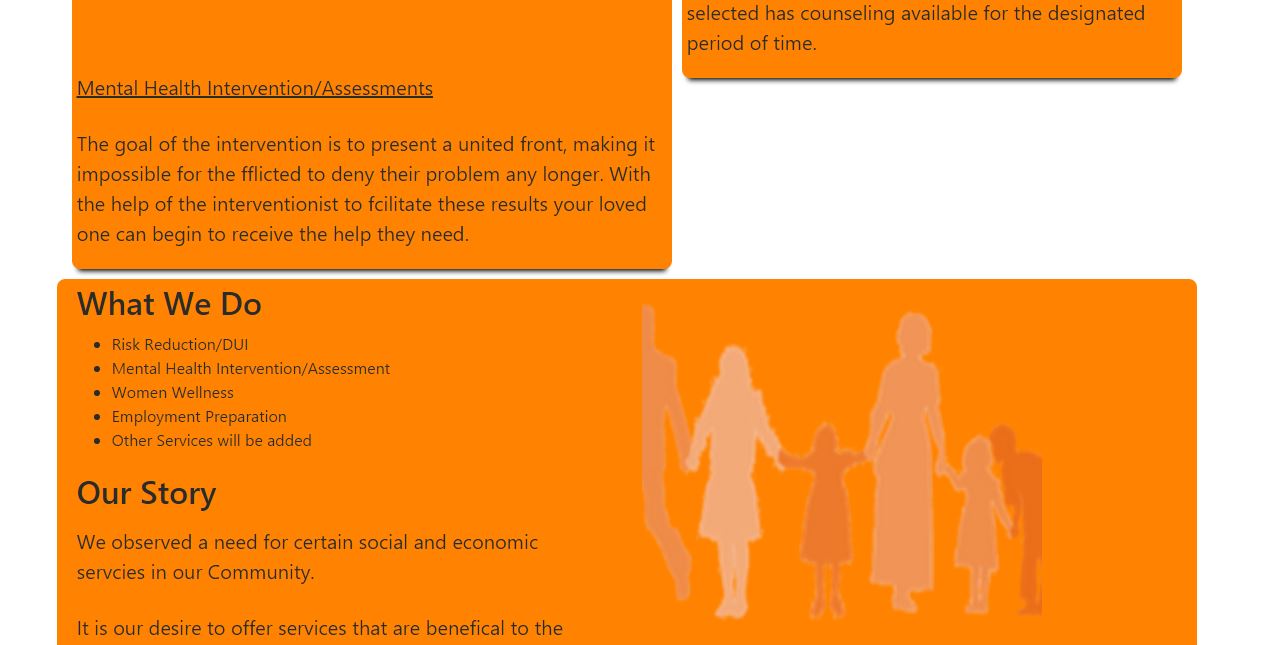 selected has counseling available for the designated
period of time.
Mental Health Intervention/Assessments
The goal of the intervention is to present a united front, making it
impossible for the fflicted to deny their problem any longer. With
the help of the interventionist to fcilitate these results your loved
one can begin to receive the help they need.
What We Do
Risk Reduction/DUI
Mental Health Intervention/Assessment
Women Wellness
Employment Preparation
Other Services will be added
Our Story
We observed a need for certain social and economic
servcies in our Community.
It is our desire to offer services that are benefical to the